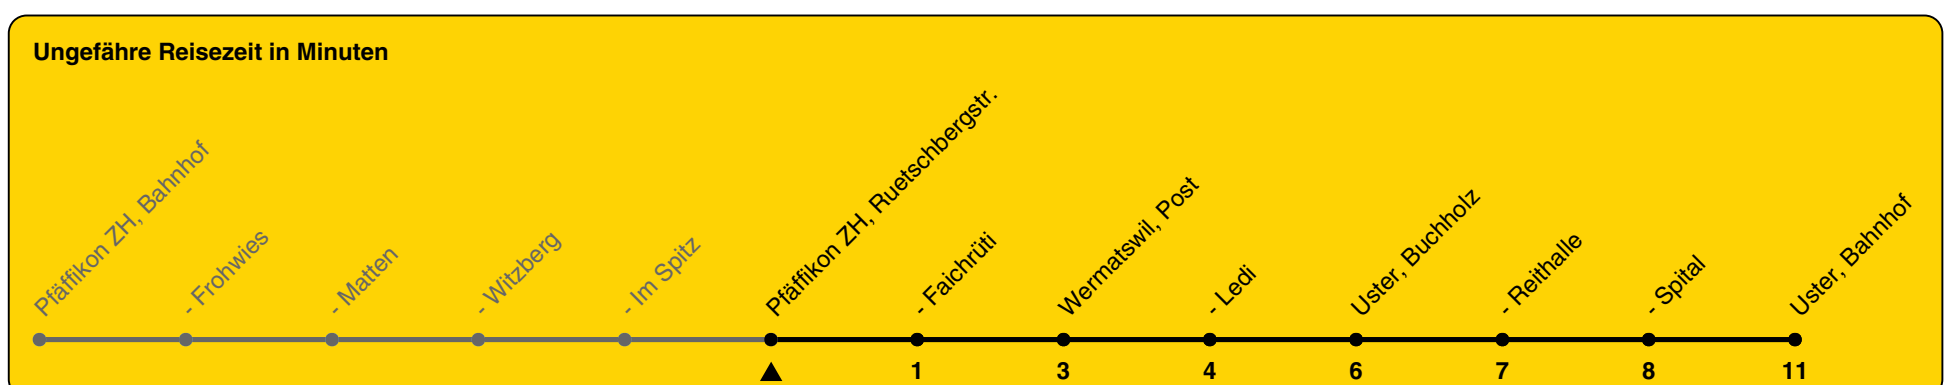 Ungefähre Reisezeit in Minuten
Pfäffikon ZH, Bahnhof
- Frohwies
- Matten
- Witzberg
- Im Spitz
Pfäffikon ZH, Ruetschbergstr.
- Faichrüti
Wermatswil, Post
- Ledi
Uster, Buchholz
- Reithalle
- Spital
Uster, Bahnhof
1 3 4 6 7 8 11